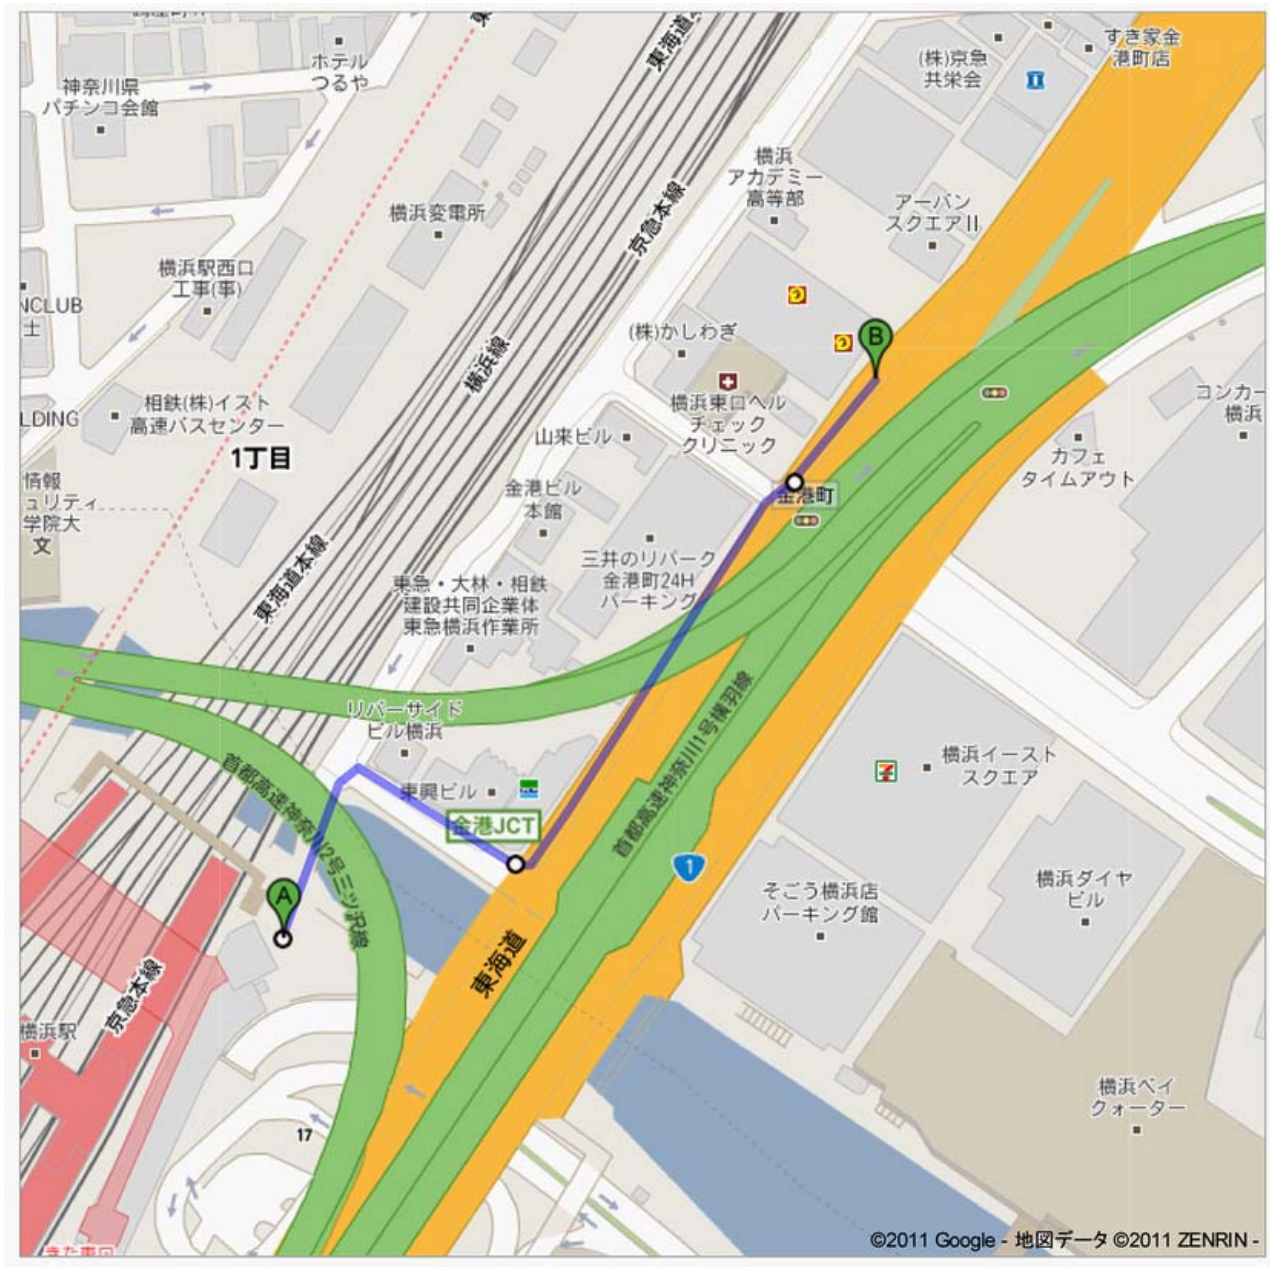 東
東海道本
ホテル
つるや
神奈川県
パチンコ会館
(株)京急
共栄会
すき家金
港町店
横浜
アカデミー
高等部
アーバン
スクエアII
横浜変電所
京急本線
横浜駅西口
工事(事)
NCLUB
士
(株)かしわぎ
B
横浜線
相鉄(株)イスト
高速バスセンター
LDING
横浜東口ヘル
チェック
クリニック
コンカー
横浜
山来ビル
カフェ
タイムアウト
1丁目
情報
ュリティ
学院大
文
金港ビル
本館
金港町
東海道本線
三井のリパーク
金港町24H
パーキング
東急・大林・相鉄
建設共同企業体
東急横浜作業所
リバーサイド
ビル横浜
首都高速神奈川1号横羽線
首都高速神奈川2号三ツ沢線
東興ビル
金港JCT
横浜イースト
スクエア
7
1
A
そごう横浜店
パーキング館
横浜ダイヤ
ビル
東海道
京急本線
横浜駅
横浜ベイ
クォーター
17
きた東口
©2011 Google - 地図データ ©2011 ZENRIN -